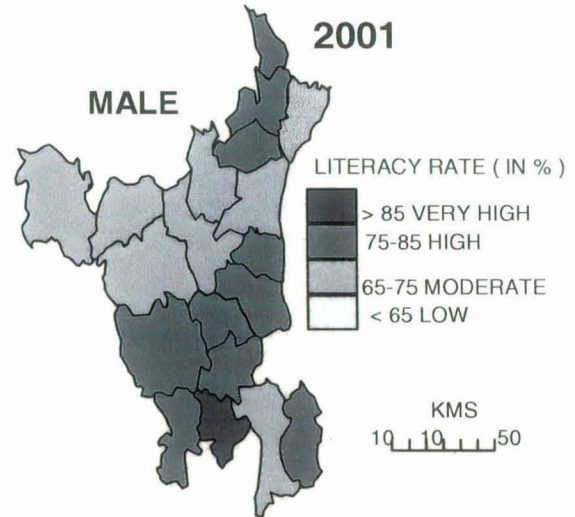 2001
MALE
LITERACY RATE ( IN % )
> 85 VERY HIGH
75-85 HIGH
65-75 MODERATE
< 65 LOW
KMS
10 10 50